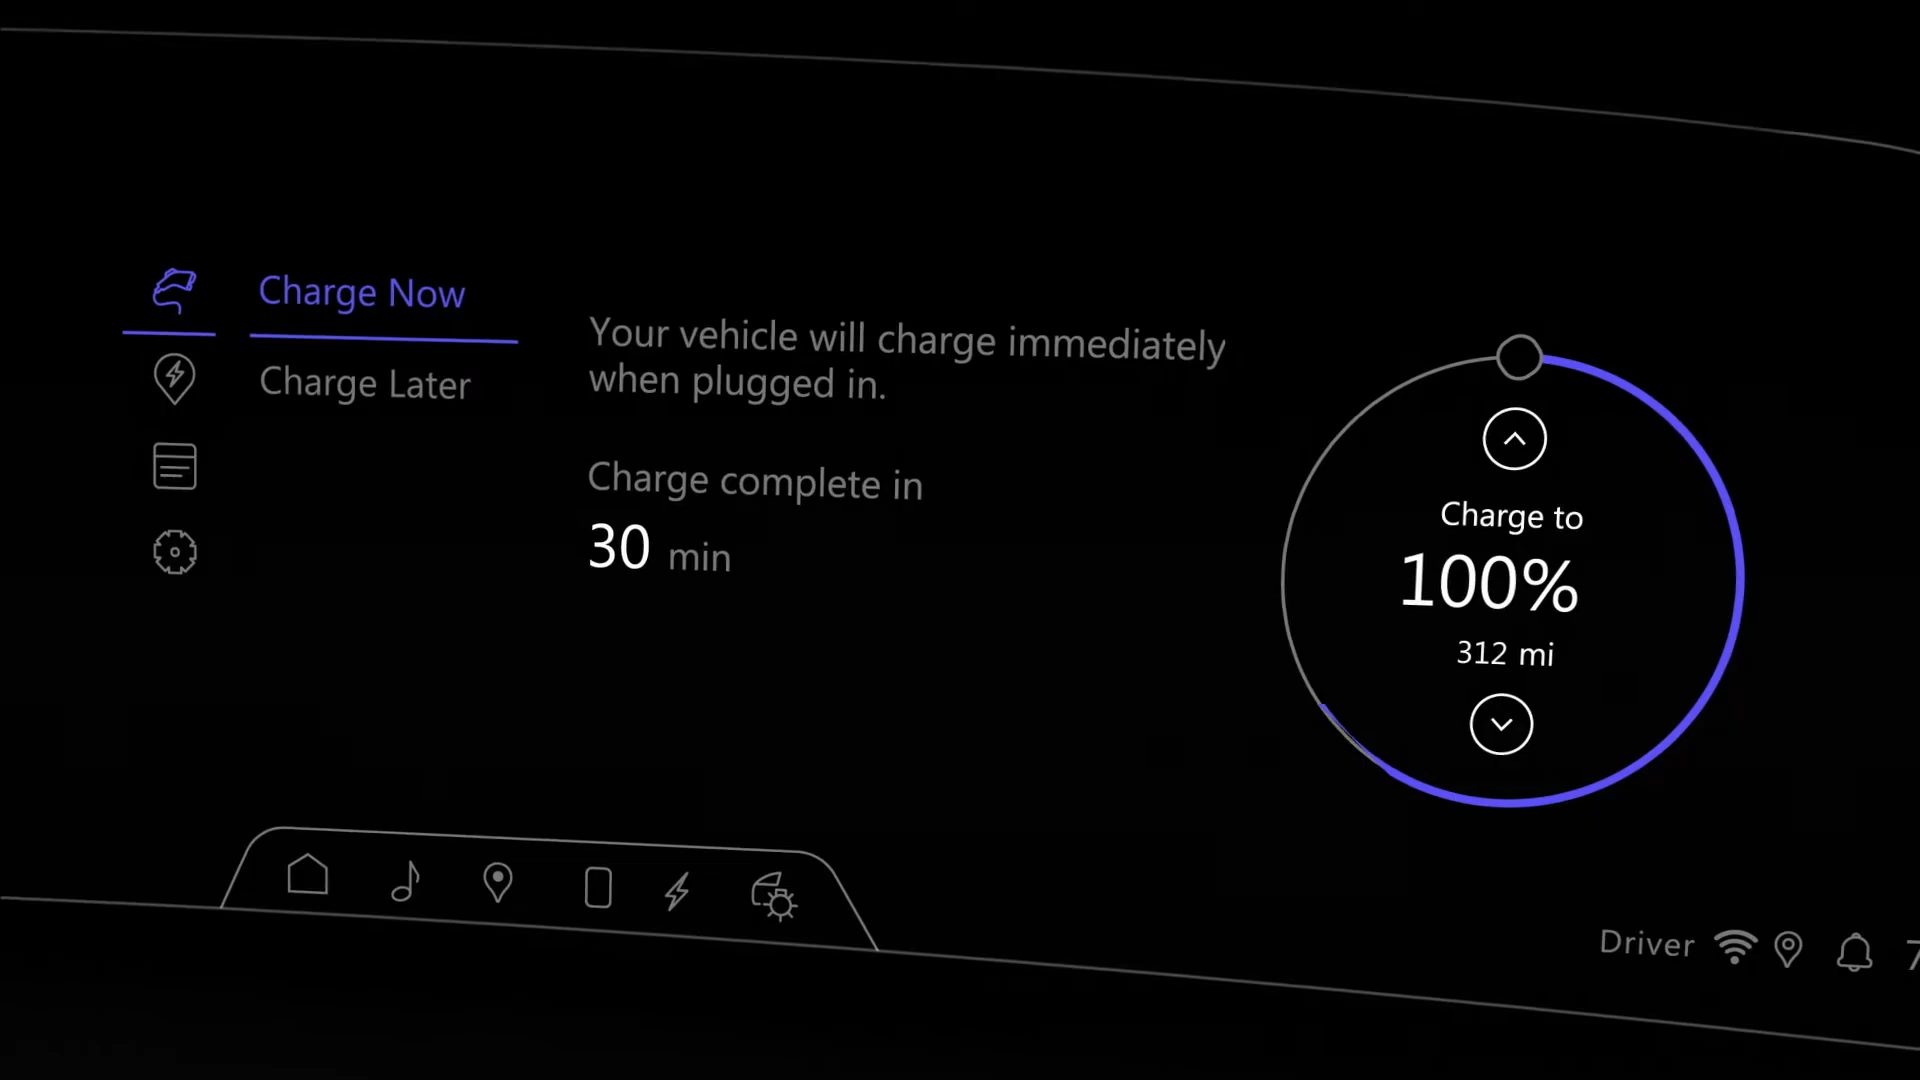 Charge Now
Charge Later
Your vehicle will charge immediately
when plugged in.
Charge complete in
30 min
Charge to
100%
312 mi
Driver